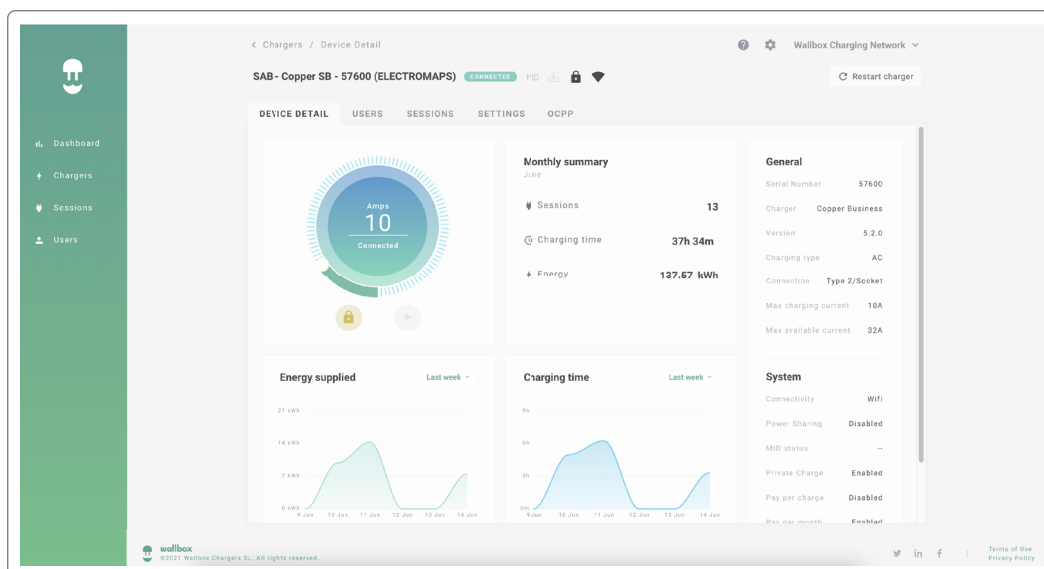 Chargers / Device Detail
Wallbox Charging Network
SAB - Copper SB - 57600 (ELECTROMAPS) CONNECTED MID
Restart charger
DEVICE DETAIL USERS SESSIONS SETTINGS OCPP
Dashboard
Chargers
Sessions
Users
Amps
10
Connected
Monthly summary
June
Sessions 13
Charging time 37h 34m
Energy 137.57 kWh
General
Serial Number 57600
Charger Copper Business
Version 5.2.0
Charging type AC
Connection Type 2/Socket
Max charging current 10A
Max available current 32A
Energy supplied Last week
21 kWh
14 kWh
7 kWh
0 kWh
9 Jun 10 Jun 11 Jun 12 Jun 13 Jun 14 Jun
Charging time Last week
9h
6h
3h
0m
9 Jun 10 Jun 11 Jun 12 Jun 13 Jun 14 Jun
System
Connectivity Wifi
Power Sharing Disabled
MID status --
Private Charge Enabled
Pay per charge Disabled
Pay per month Enabled
wallbox
©2021 Wallbox Chargers SL. All rights reserved.
Terms of Use
Privacy Policy